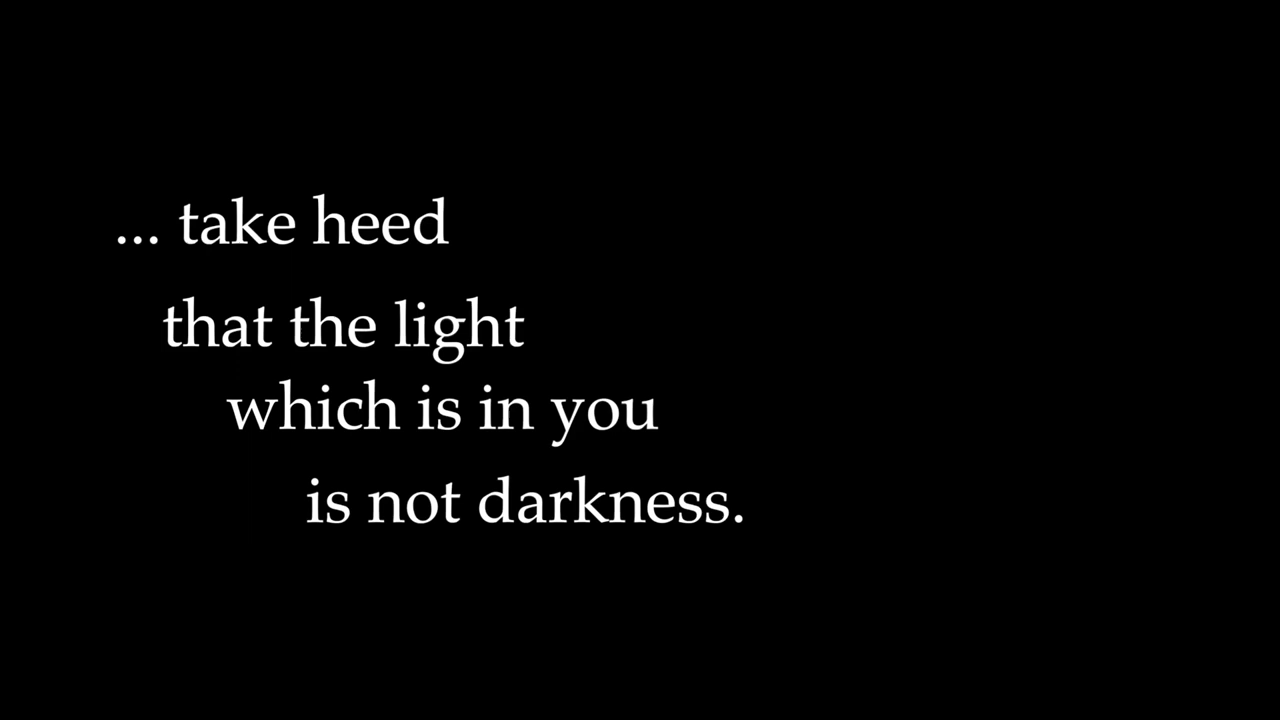 ... take heed
that the light
which is in you
is not darkness.